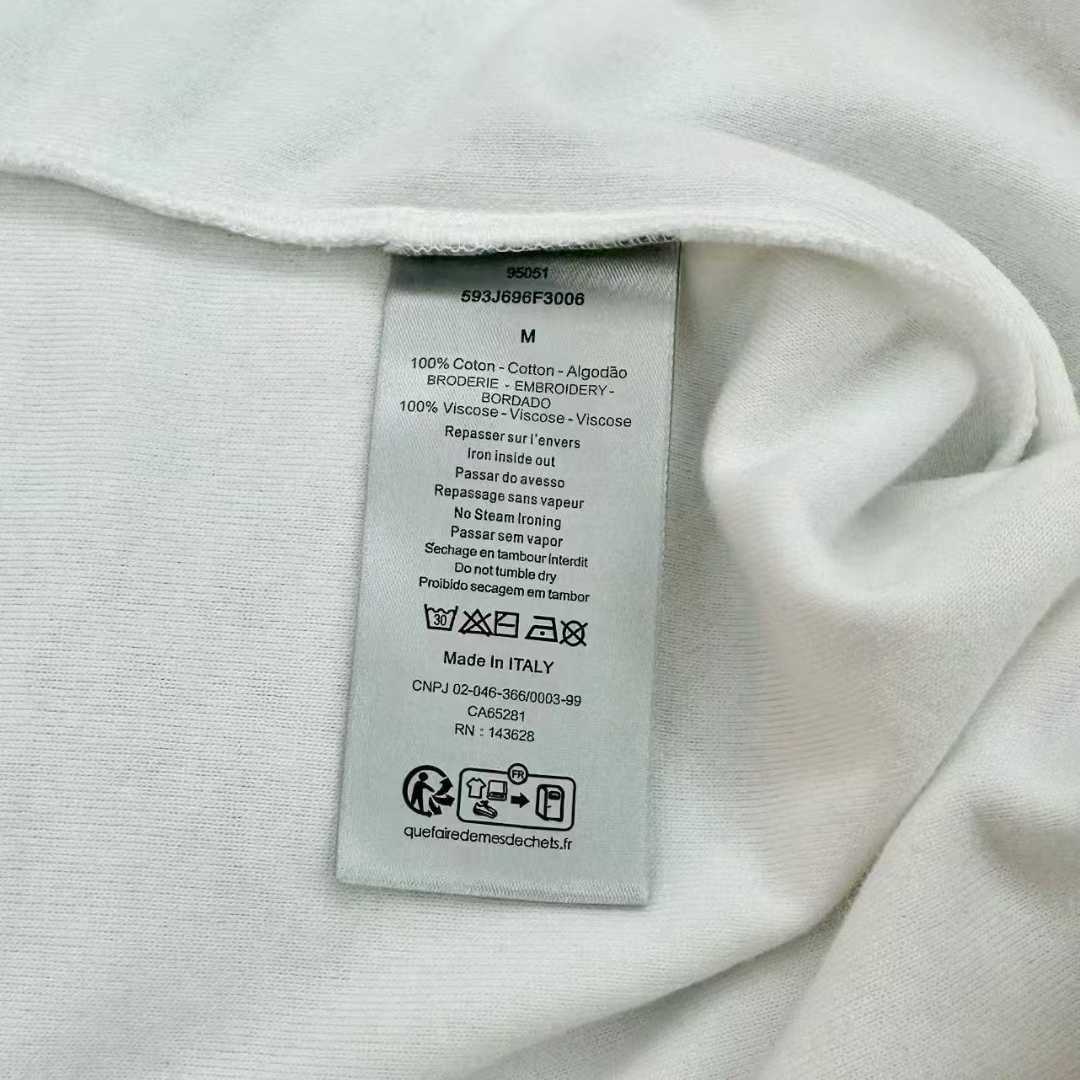 95051
593J696F3006
M
100% Coton - Cotton - Algodão
BRODERIE - EMBROIDERY -
BORDADO
100% Viscose - Viscose - Viscose
Repasser sur l'envers
Iron inside out
Passar do avesso
Repassage sans vapeur
No Steam Ironing
Passar sem vapor
Séchage en tambour Interdit
Do not tumble dry
Proibido secagem em tambor
30
Made In ITALY
CNPJ 02-046-366/0003-99
CA65281
RN : 143628
FR
quefairedemesdechets.fr